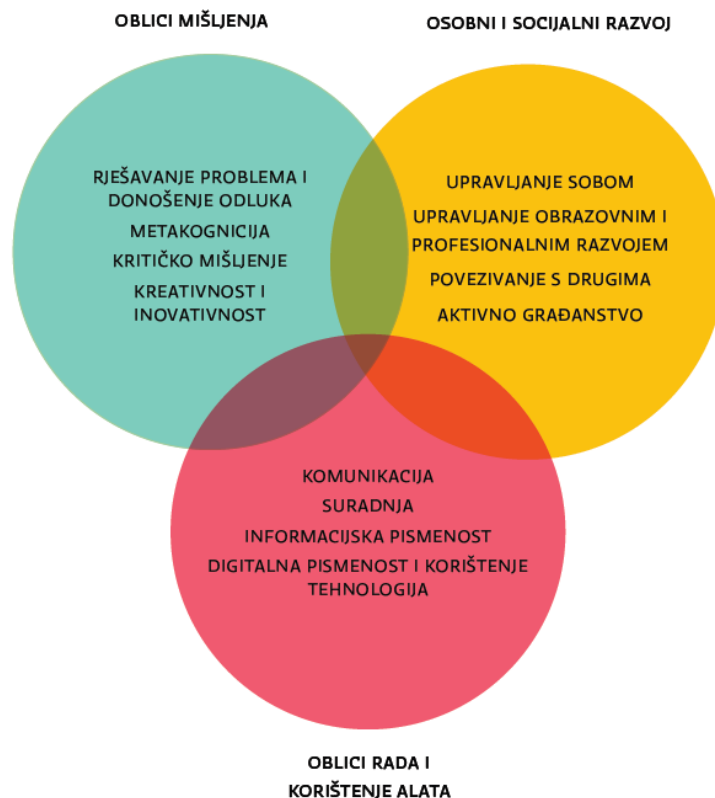 OBLICI MIŠLJENJA
RJEŠAVANJE PROBLEMA I
DONOŠENJE ODLUKA
METAKOGNICIJA
KRITIČKO MIŠLJENJE
KREATIVNOST I
INOVATIVNOST
OSOBNI I SOCIJALNI RAZVOJ
UPRAVLJANJE SOBOM
UPRAVLJANJE OBRAZOVNIM I
PROFESIONALNIM RAZVOJEM
POVEZIVANJE S DRUGIMA
AKTIVNO GRAĐANSTVO
KOMUNIKACIJA
SURADNJA
INFORMACIJSKA PISMENOST
DIGITALNA PISMENOST I KORIŠTENJE
TEHNOLOGIJA
OBLICI RADA I
KORIŠTENJE ALATA